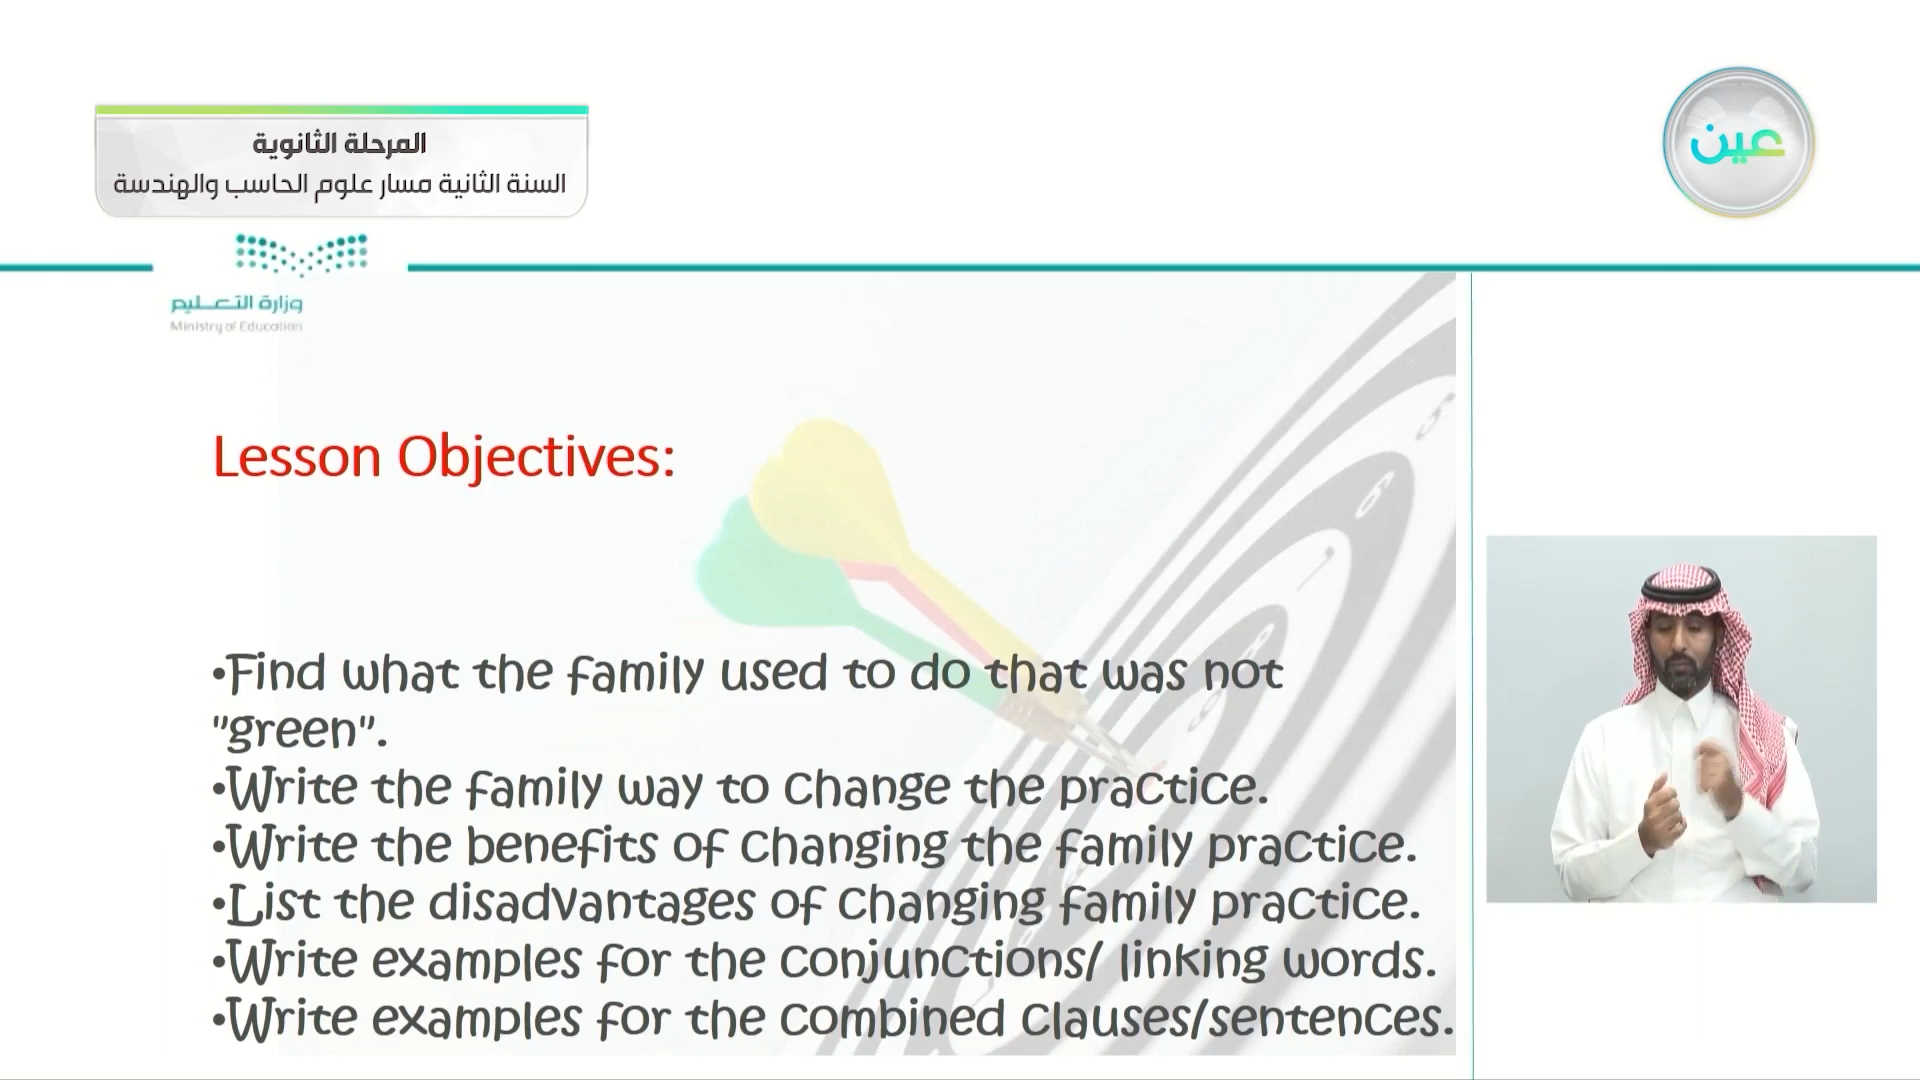 المرحلة الثانوية
السنة الثانية مسار علوم الحاسب والهندسة
عين
وزارة التعليم
Ministry of Education
Lesson Objectives:
•Find what the family used to do that was not
"green".
•Write the family way to change the practice.
•Write the benefits of changing the family practice.
•List the disadvantages of changing family practice.
•Write examples for the conjunctions/ linking words.
•Write examples for the combined clauses/sentences.